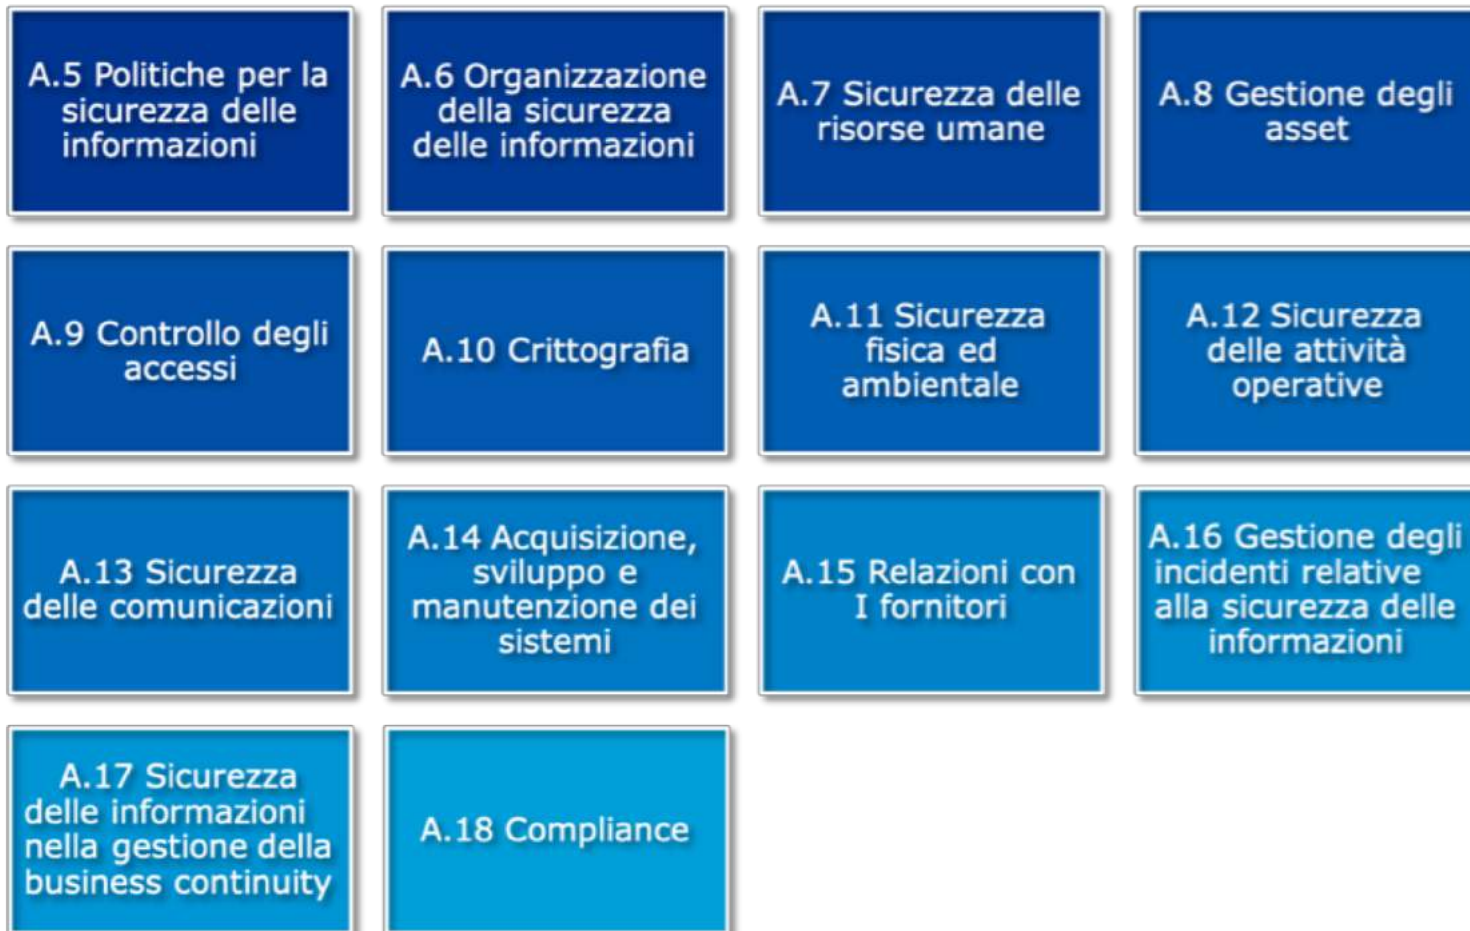 A.5 Politiche per la
sicurezza delle
informazioni
A.6 Organizzazione
della sicurezza
delle informazioni
A.7 Sicurezza delle
risorse umane
A.8 Gestione degli
asset
A.9 Controllo degli
accessi
A.10 Crittografia
A.11 Sicurezza
fisica ed
ambientale
A.12 Sicurezza
delle attività
operative
A.13 Sicurezza
delle comunicazioni
A.14 Acquisizione,
sviluppo e
manutenzione dei
sistemi
A.15 Relazioni con
I fornitori
A.16 Gestione degli
incidenti relative
alla sicurezza delle
informazioni
A.17 Sicurezza
delle informazioni
nella gestione della
business continuity
A.18 Compliance